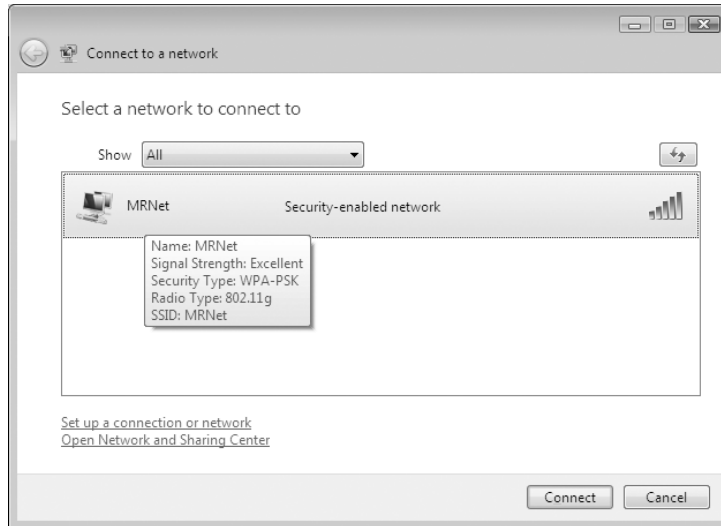 Connect to a network
Select a network to connect to
Show All
MRNet Security-enabled network
Name: MRNet
Signal Strength: Excellent
Security Type: WPA-PSK
Radio Type: 802.11g
SSID: MRNet
Set up a connection or network
Open Network and Sharing Center
Connect Cancel